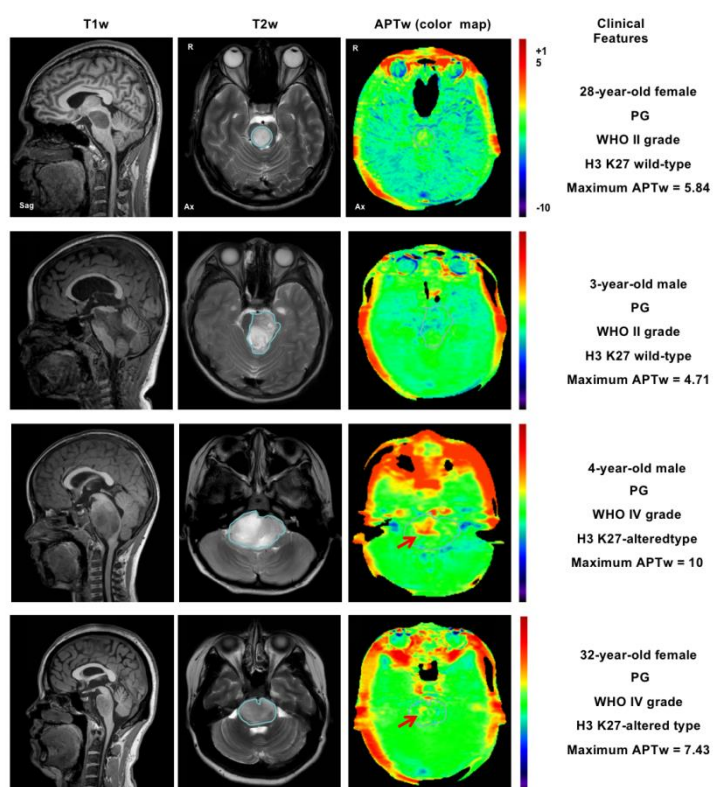 T1w
T2w
APTw (color map)
Clinical
Features
R
R
+1
5
28-year-old female
PG
WHO II grade
H3 K27 wild-type
Maximum APTw = 5.84
Sag
Ax
Ax
-10
3-year-old male
PG
WHO II grade
H3 K27 wild-type
Maximum APTw = 4.71
4-year-old male
PG
WHO IV grade
H3 K27-alteredtype
Maximum APTw = 10
32-year-old female
PG
WHO IV grade
H3 K27-altered type
Maximum APTw = 7.43